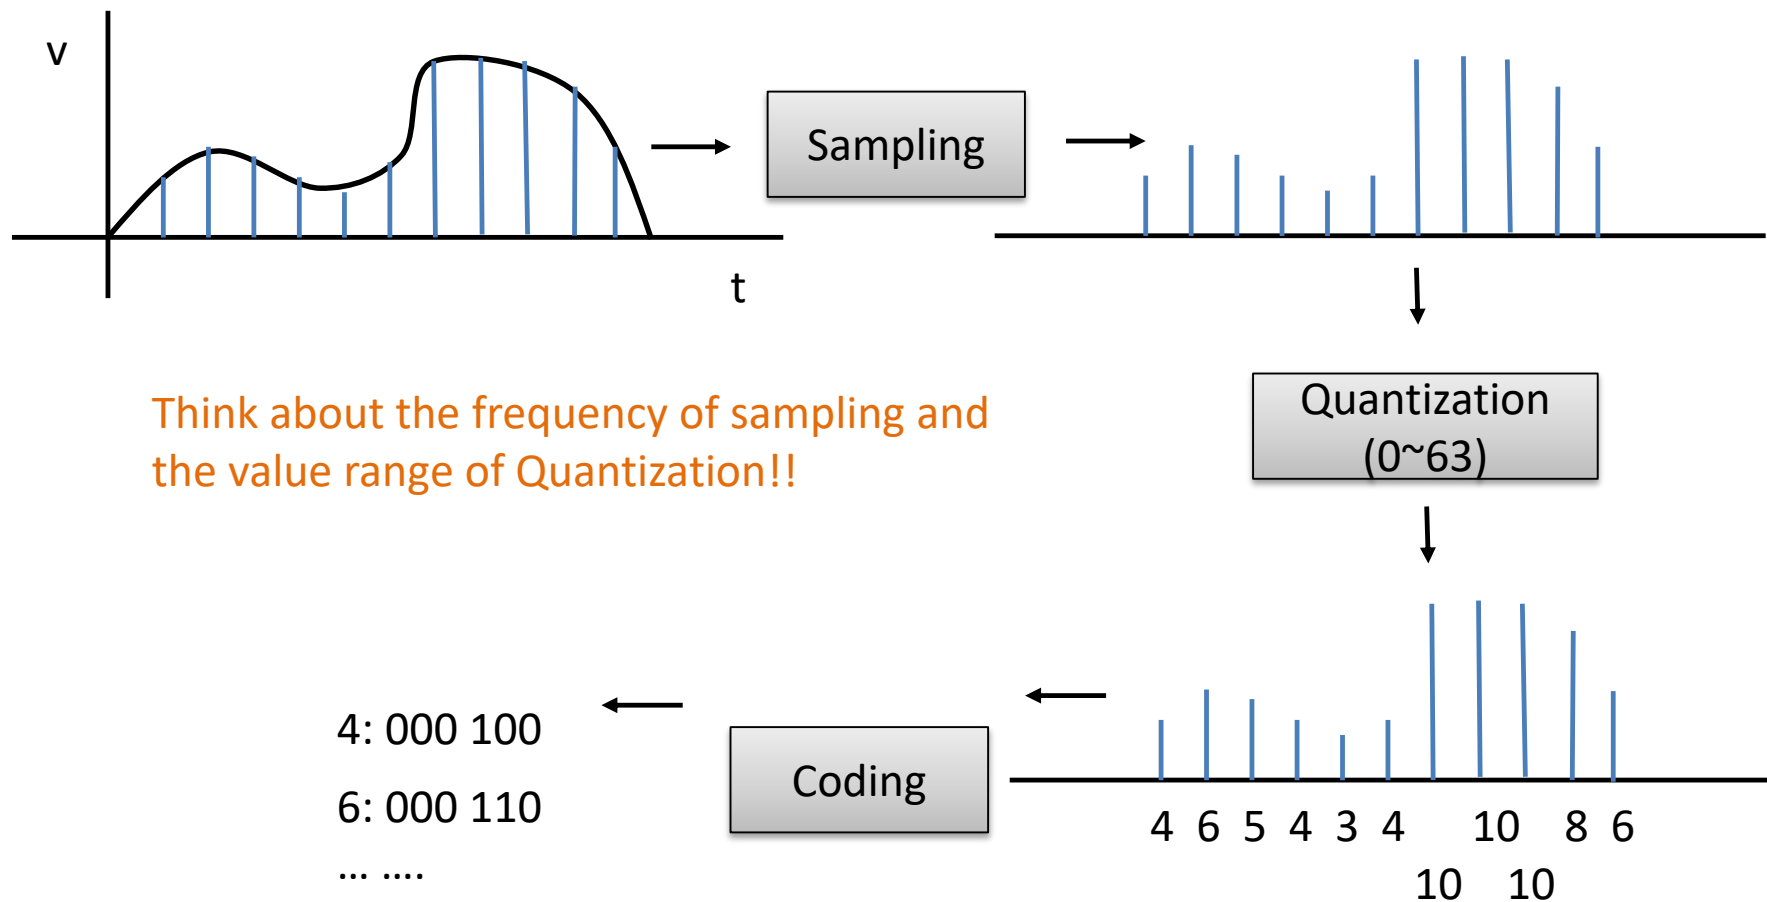 v
Sampling
t
Think about the frequency of sampling and
the value range of Quantization!!
Quantization
(0~63)
4: 000 100
6: 000 110
... ....
Coding
4 6 5 4 3 4 10 8 6
10 10